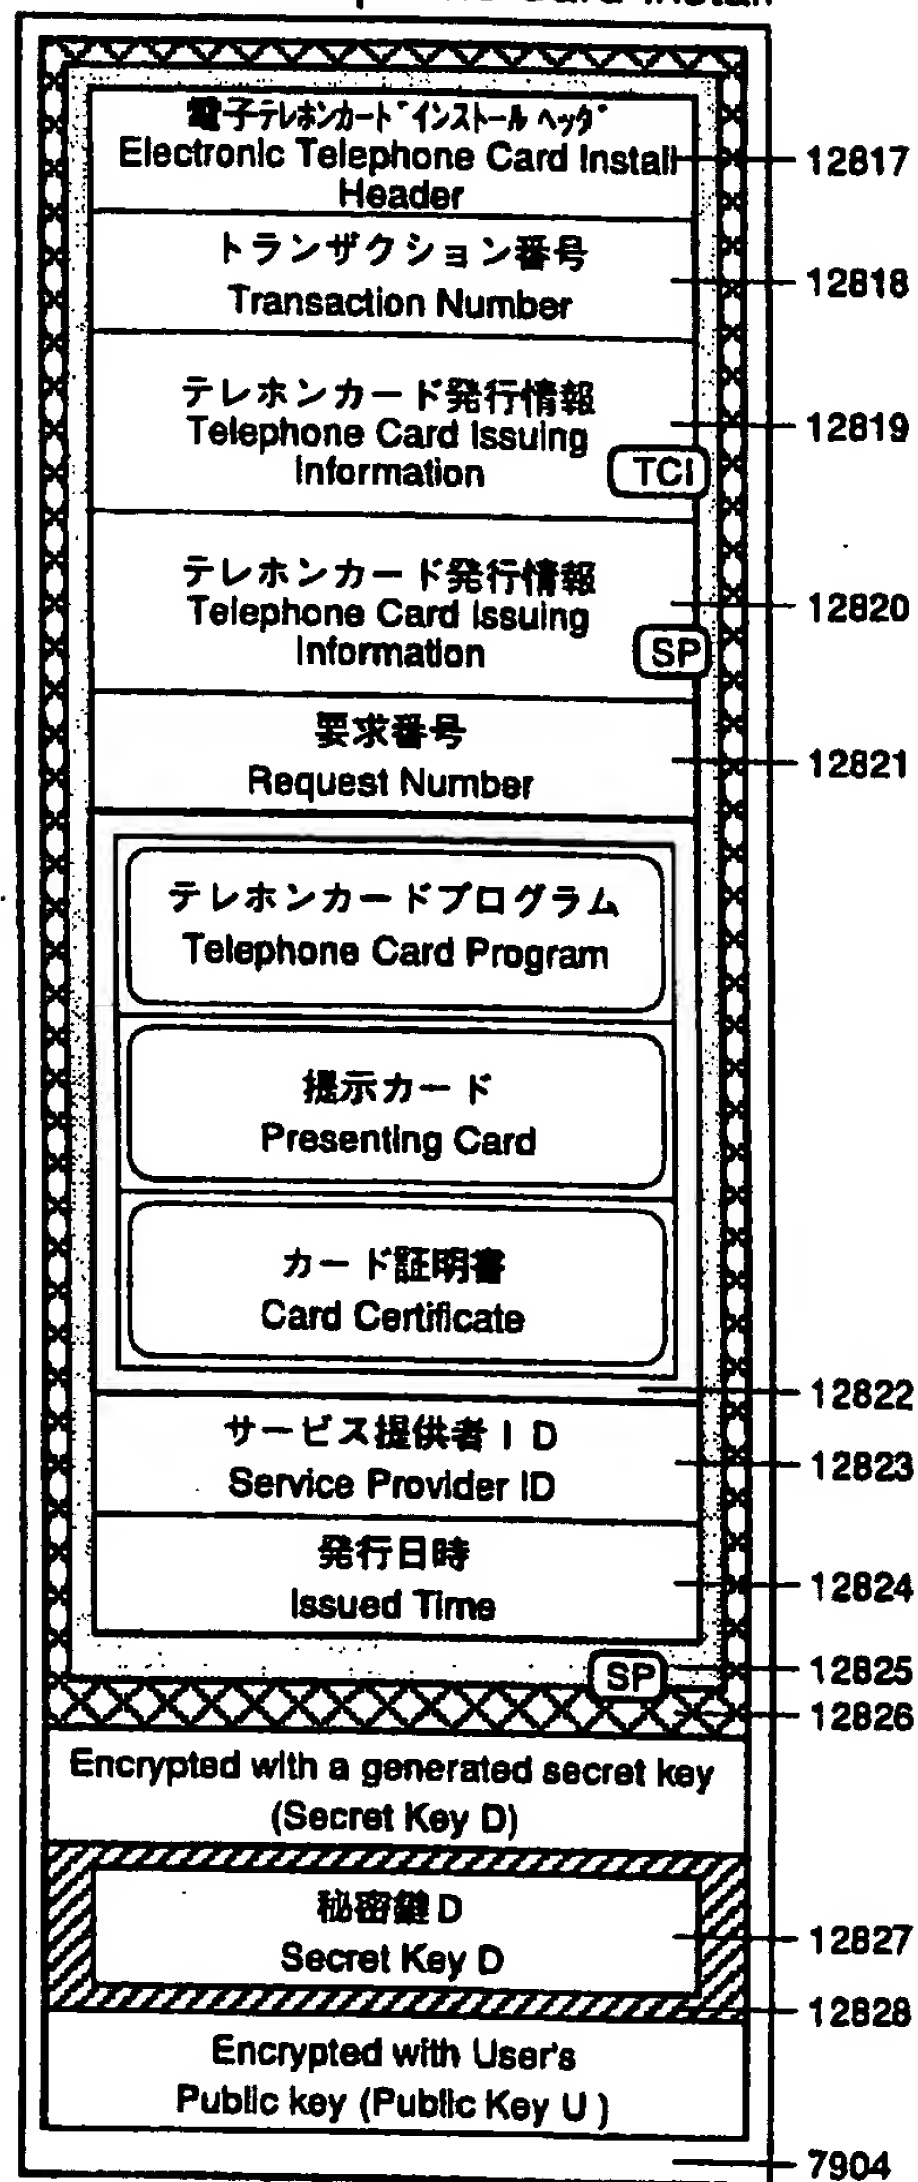 Card Install
電子テレホンカードインストールヘッダ
Electronic Telephone Card Install
Header
12817
トランザクション番号
Transaction Number
12818
テレホンカード発行情報
Telephone Card Issuing
Information
TCI
12819
テレホンカード発行情報
Telephone Card Issuing
Information
SP
12820
要求番号
Request Number
12821
テレホンカードプログラム
Telephone Card Program
提示カード
Presenting Card
カード証明書
Card Certificate
12822
サービス提供者ID
Service Provider ID
12823
発行日時
Issued Time
12824
SP
12825
12826
Encrypted with a generated secret key
(Secret Key D)
秘密鍵D
Secret Key D
12827
12828
Encrypted with User's
Public key (Public Key U )
7904